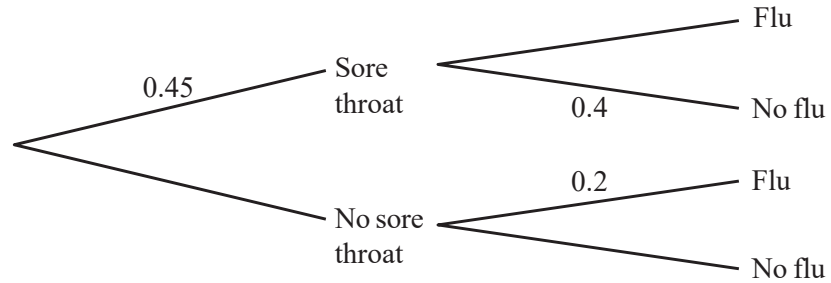 Flu
0.45
Sore
throat
0.4
No flu
0.2
Flu
No sore
throat
No flu